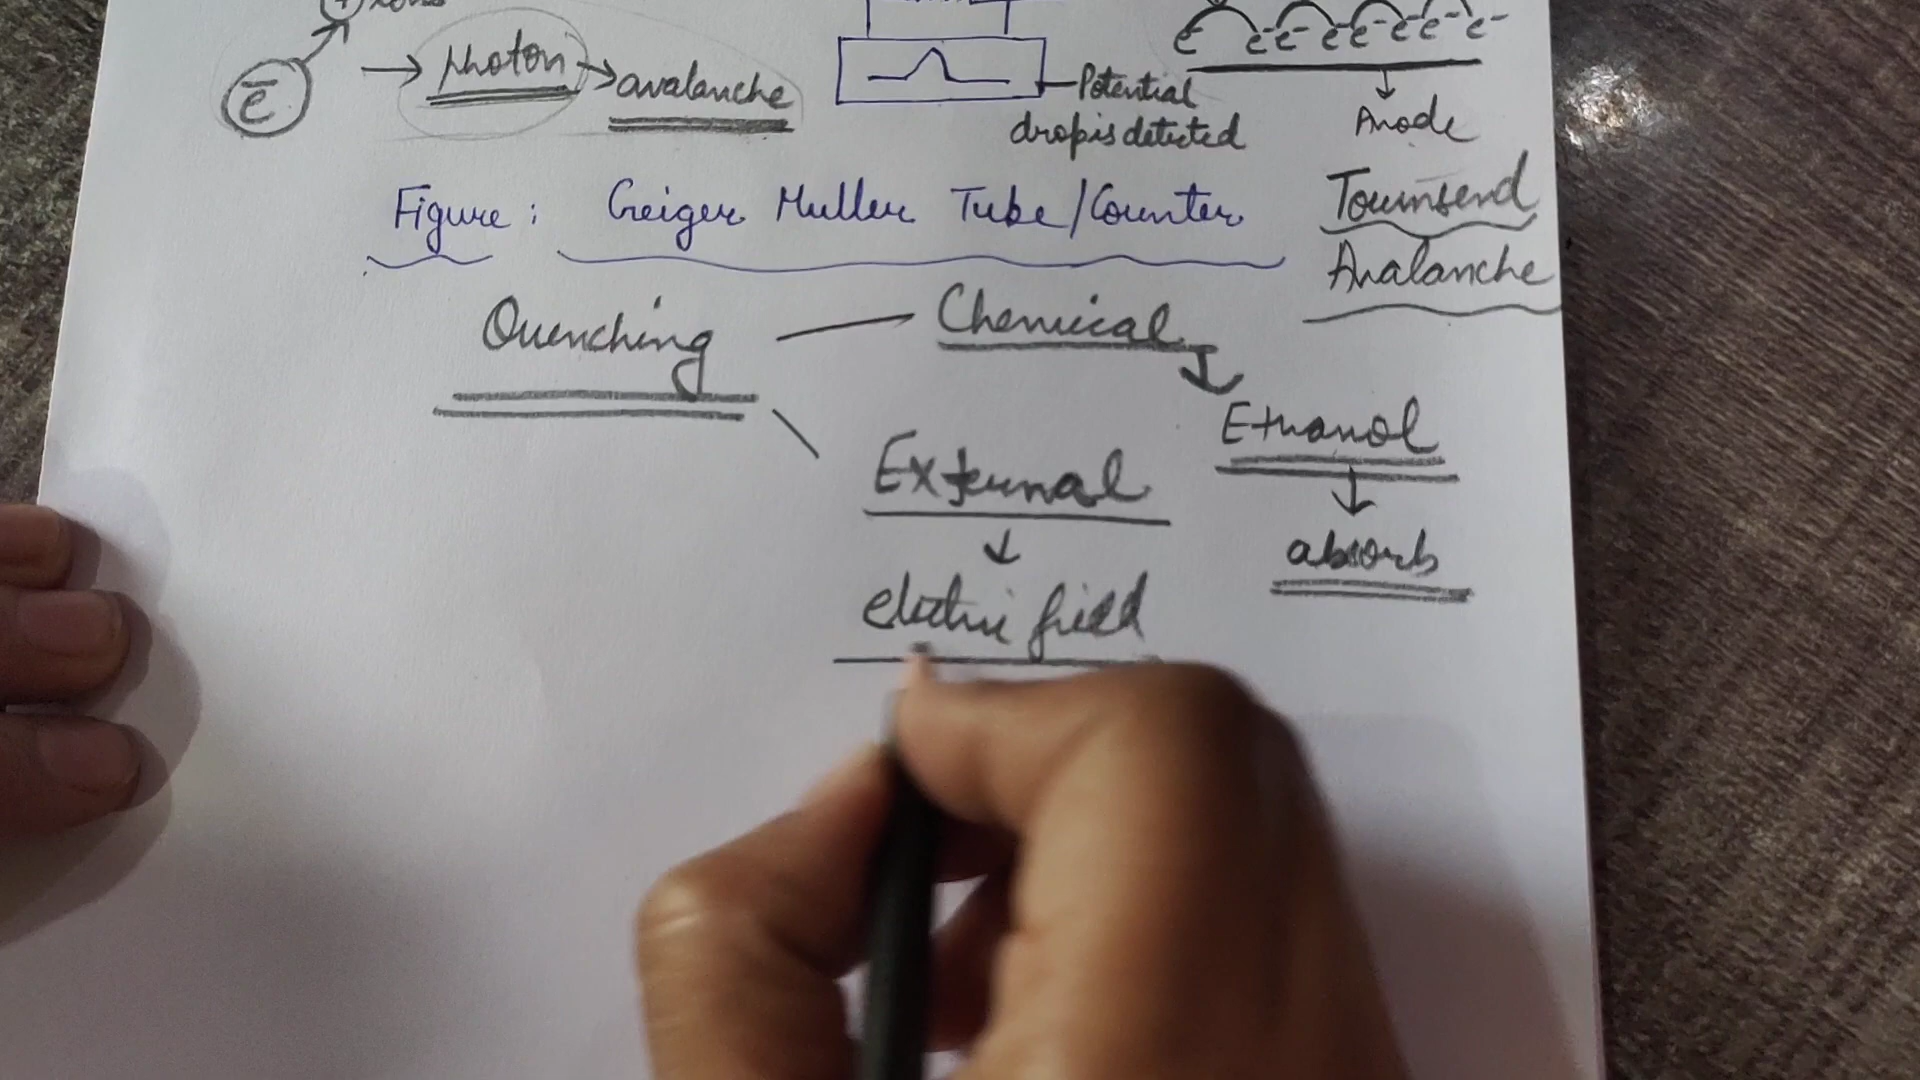 e⁻
→ Photon → avalanche
e⁻ e⁻ e⁻ e⁻ e⁻ e⁻ e⁻ e⁻
Potential
drop is detected
Anode
Figure : Geiger Muller Tube/Counter
Townsend
Avalanche
Quenching
Chemical
Ethanol
absorb
External
↓
electric field